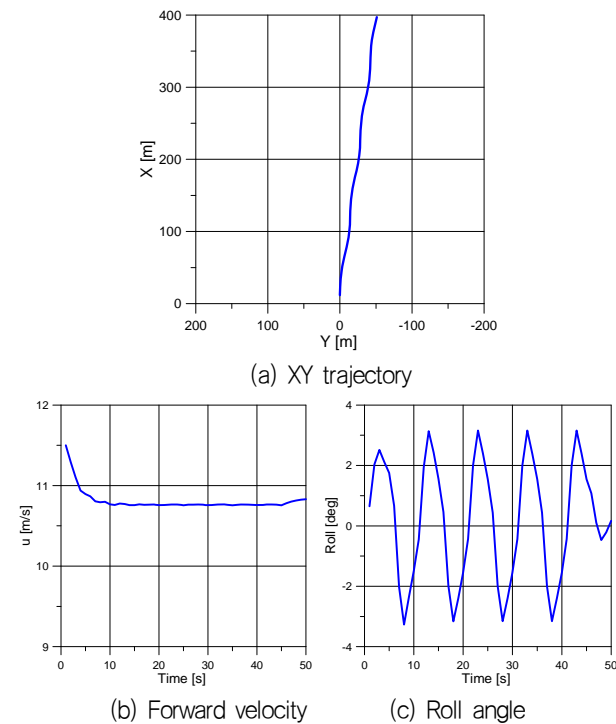 400
300
200
100
0
X [m]
200 100 0 -100 -200
Y [m]
(a) XY trajectory
12
11
10
9
u [m/s]
0 10 20 30 40 50
Time [s]
(b) Forward velocity
4
2
0
-2
-4
Roll [deg]
0 10 20 30 40 50
Time [s]
(c) Roll angle